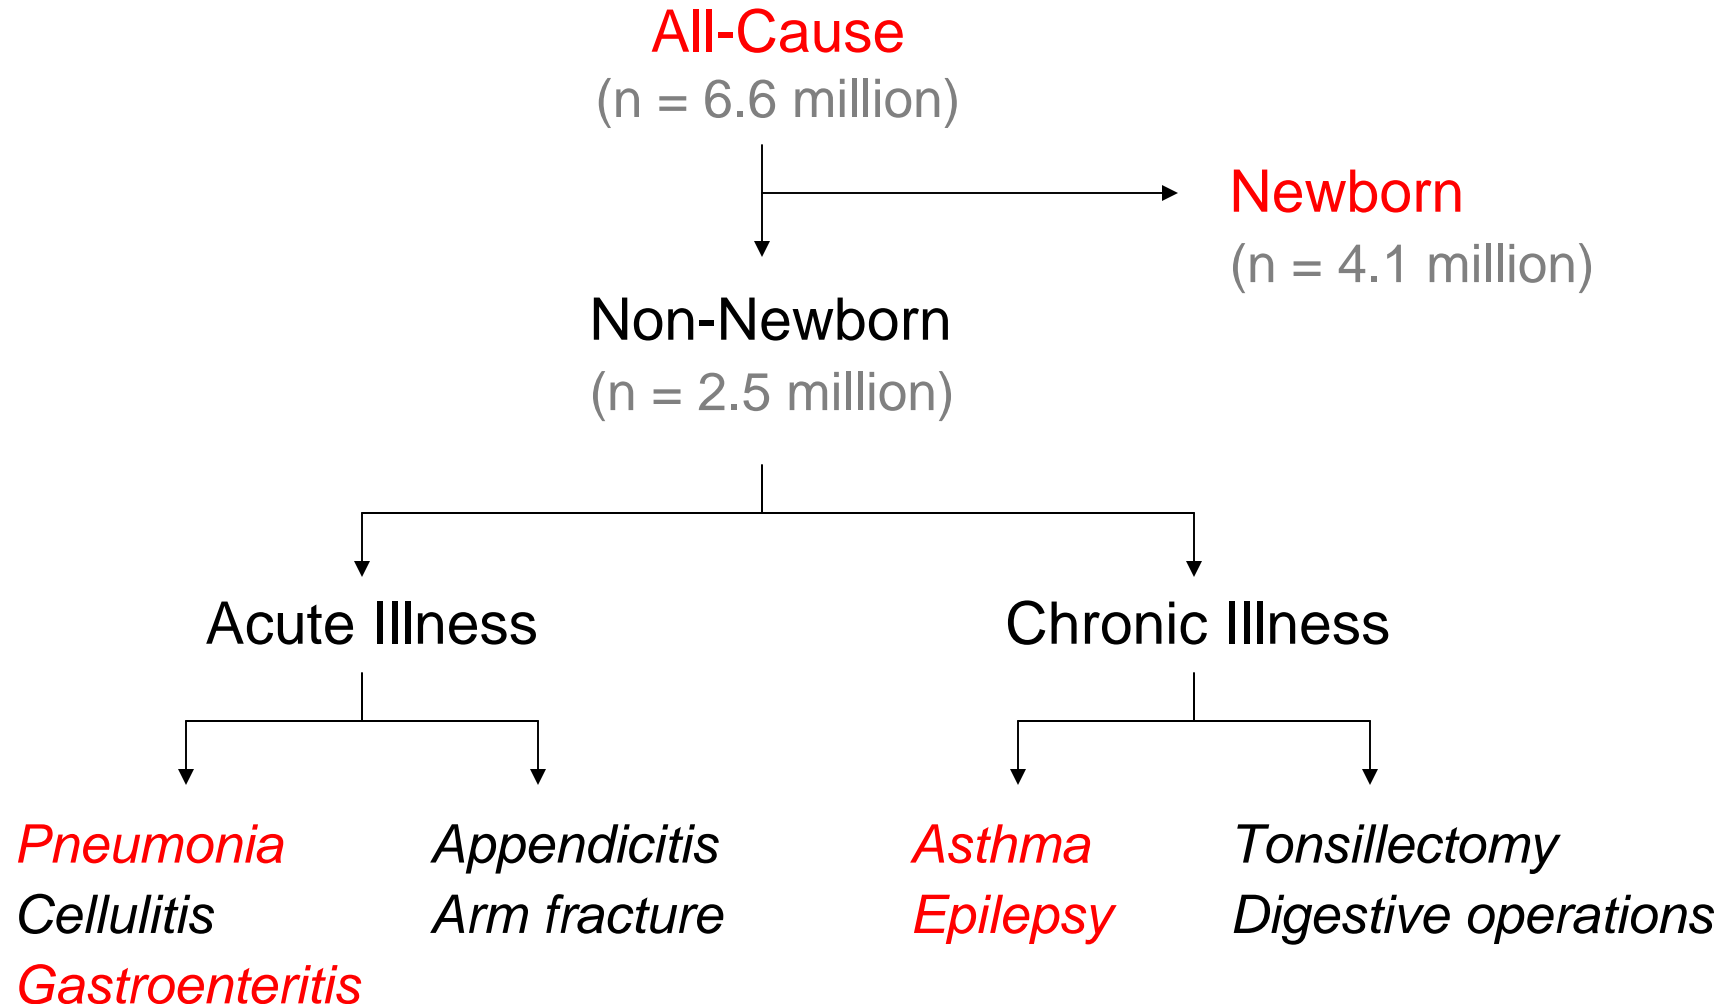 All-Cause
(n = 6.6 million)
Newborn
(n = 4.1 million)
Non-Newborn
(n = 2.5 million)
Acute Illness
Chronic Illness
Pneumonia
Cellulitis
Gastroenteritis
Appendicitis
Arm fracture
Asthma
Epilepsy
Tonsillectomy
Digestive operations